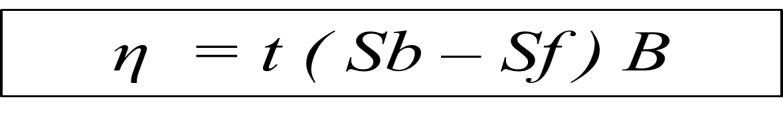 η = t ( Sb – Sf ) B